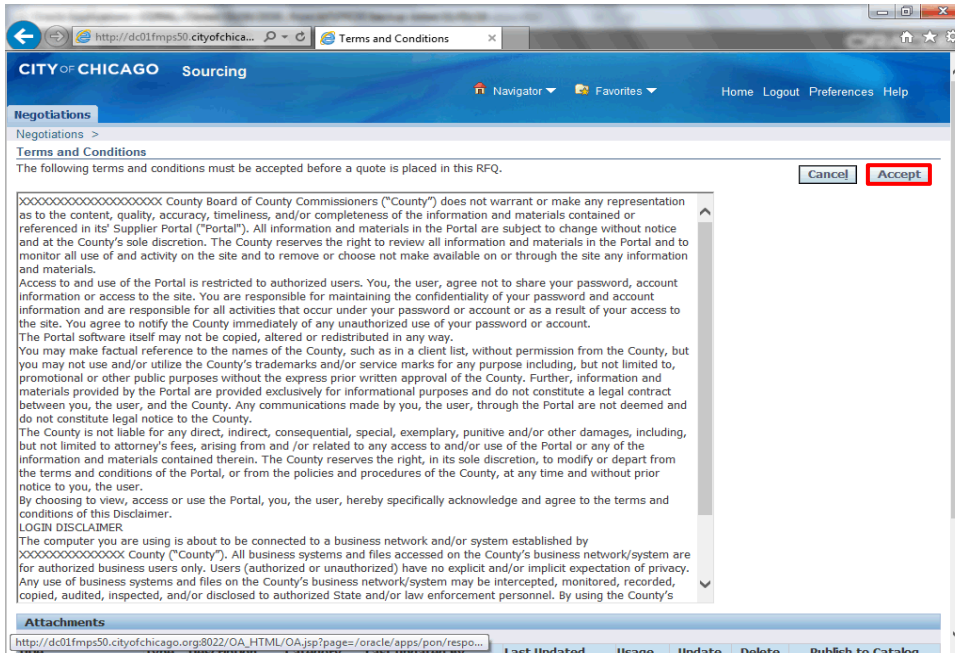 http://dc01fmps50.cityofchica...
Terms and Conditions
CITY OF CHICAGO Sourcing
Navigator Favorites Home Logout Preferences Help
Negotiations
Negotiations >
Terms and Conditions
The following terms and conditions must be accepted before a quote is placed in this RFQ.
Cancel Accept
XXXXXXXXXXXXXXXXXXX County Board of County Commissioners ("County") does not warrant or make any representation
as to the content, quality, accuracy, timeliness, and/or completeness of the information and materials contained or
referenced in its' Supplier Portal ("Portal"). All information and materials in the Portal are subject to change without notice
and at the County's sole discretion. The County reserves the right to review all information and materials in the Portal and to
monitor all use of and activity on the site and to remove or choose not make available on or through the site any information
and materials.
Access to and use of the Portal is restricted to authorized users. You, the user, agree not to share your password, account
information or access to the site. You are responsible for maintaining the confidentiality of your password and account
information and are responsible for all activities that occur under your password or account or as a result of your access to
the site. You agree to notify the County immediately of any unauthorized use of your password or account.
The Portal software itself may not be copied, altered or redistributed in any way.
You may make factual reference to the names of the County, such as in a client list, without permission from the County, but
you may not use and/or utilize the County's trademarks and/or service marks for any purpose including, but not limited to,
promotional or other public purposes without the express prior written approval of the County. Further, information and
materials provided by the Portal are provided exclusively for informational purposes and do not constitute a legal contract
between you, the user, and the County. Any communications made by you, the user, through the Portal are not deemed and
do not constitute legal notice to the County.
The County is not liable for any direct, indirect, consequential, special, exemplary, punitive and/or other damages, including,
but not limited to attorney's fees, arising from and /or related to any access to and/or use of the Portal or any of the
information and materials contained therein. The County reserves the right, in its sole discretion, to modify or depart from
the terms and conditions of the Portal, or from the policies and procedures of the County, at any time and without prior
notice to you, the user.
By choosing to view, access or use the Portal, you, the user, hereby specifically acknowledge and agree to the terms and
conditions of this Disclaimer.
LOGIN DISCLAIMER
The computer you are using is about to be connected to a business network and/or system established by
XXXXXXXXXXXXXX County ("County"). All business systems and files accessed on the County's business network/system are
for authorized business users only. Users (authorized or unauthorized) have no explicit and/or implicit expectation of privacy.
Any use of business systems and files on the County's business network/system may be intercepted, monitored, recorded,
copied, audited, inspected, and/or disclosed to authorized State and/or law enforcement personnel. By using the County's
Attachments
http://dc01fmps50.cityofchicago.org:8022/OA_HTML/OA.jsp?page=/oracle/apps/pon/respo...
Last Updated Usage Update Delete Publish to Catalog